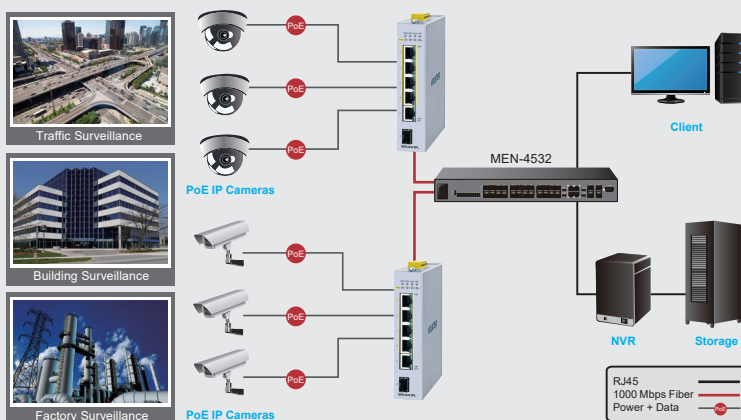 PoE
PoE
PoE
Traffic Surveillance
Client
MEN-4532
PoE IP Cameras
PoE
Building Surveillance
PoE
PoE
NVR
Storage
RJ45
1000 Mbps Fiber
Power + Data
PoE
Factory Surveillance
PoE IP Cameras